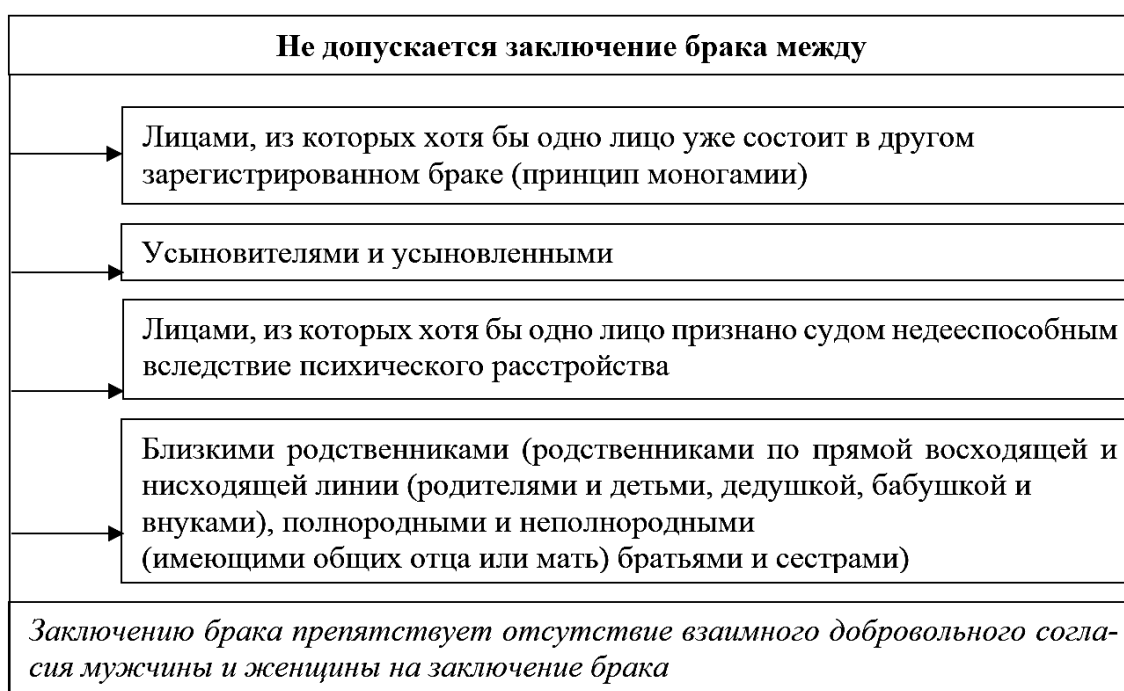 Не допускается заключение брака между
Лицами, из которых хотя бы одно лицо уже состоит в другом
зарегистрированном браке (принцип моногамии)
Усыновителями и усыновленными
Лицами, из которых хотя бы одно лицо признано судом недееспособным
вследствие психического расстройства
Близкими родственниками (родственниками по прямой восходящей и
нисходящей линии (родителями и детьми, дедушкой, бабушкой и
внуками), полнородными и неполнородными
(имеющими общих отца или мать) братьями и сестрами)
Заключению брака препятствует отсутствие взаимного добровольного согла-
сия мужчины и женщины на заключение брака